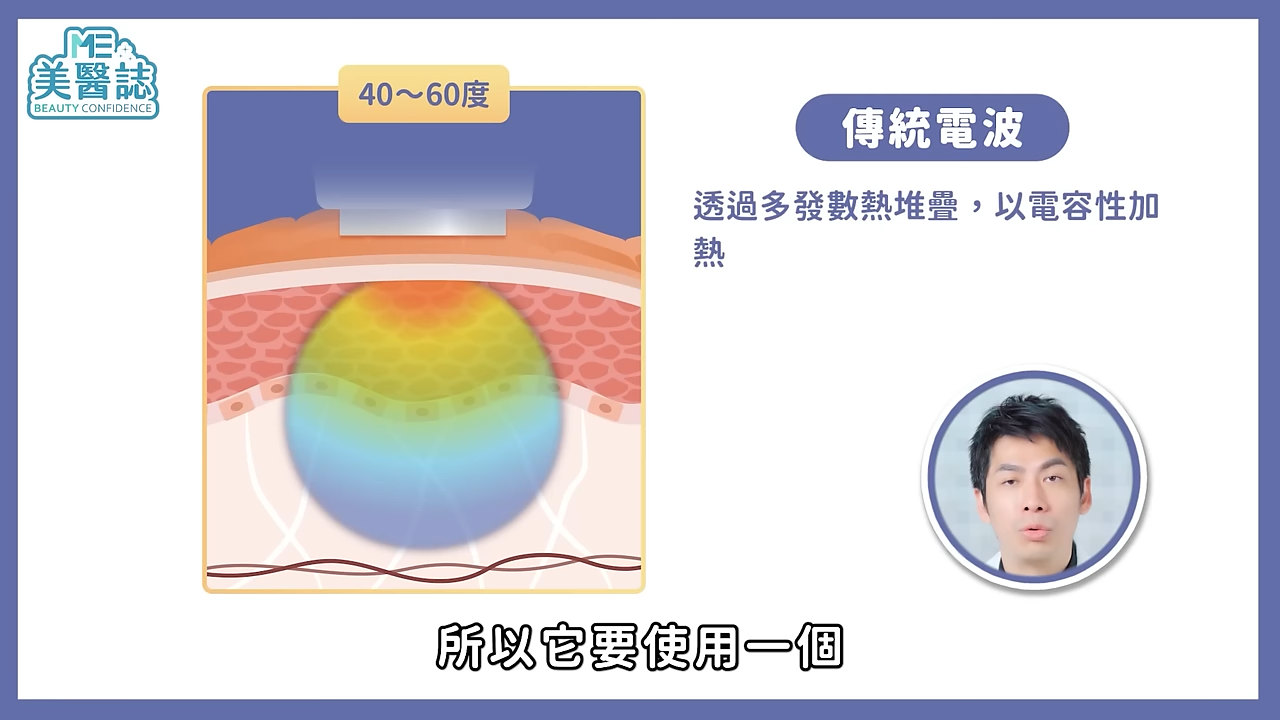 ME
美醫誌
BEAUTY CONFIDENCE
40～60度
傳統電波
透過多發數熱堆疊，以電容性加
熱
所以它要使用一個